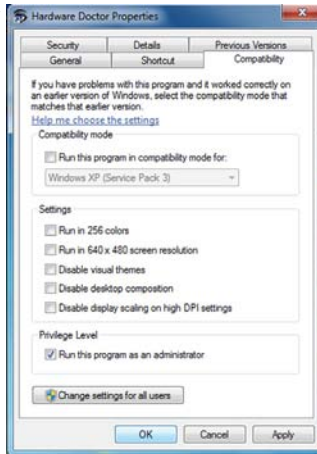 Hardware Doctor Properties
Security Details Previous Versions
General Shortcut Compatibility
If you have problems with this program and it worked correctly on
an earlier version of Windows, select the compatibility mode that
matches that earlier version.
Help me choose the settings
Compatibility mode
Run this program in compatibility mode for:
Windows XP (Service Pack 3)
Settings
Run in 256 colors
Run in 640 x 480 screen resolution
Disable visual themes
Disable desktop composition
Disable display scaling on high DPI settings
Privilege Level
Run this program as an administrator
Change settings for all users
OK Cancel Apply